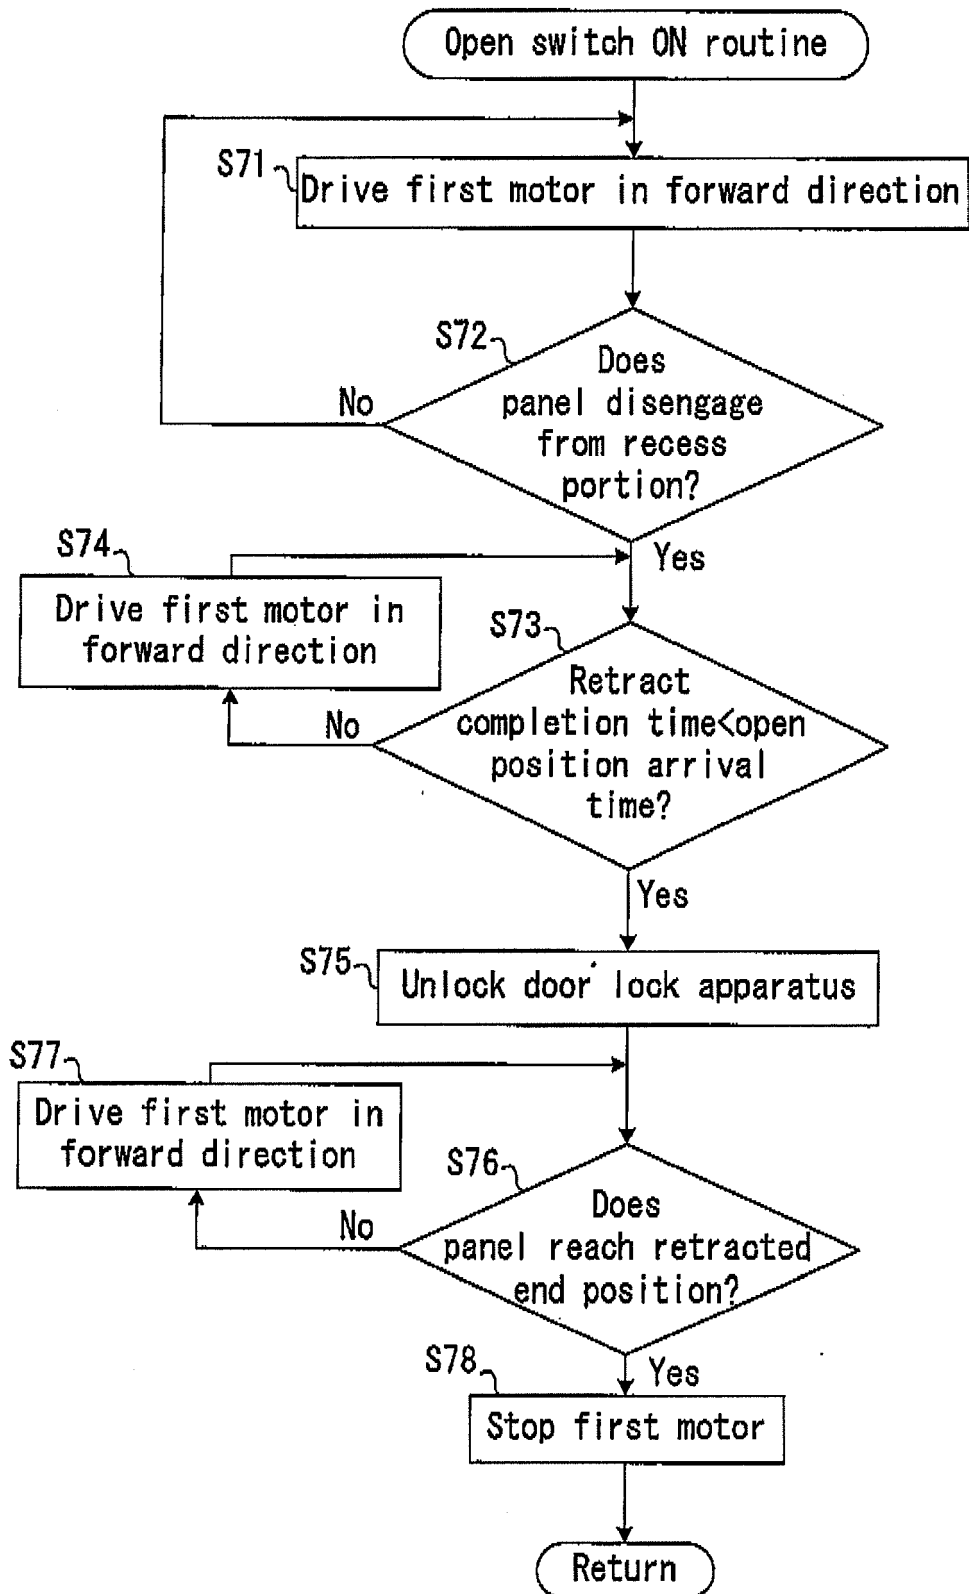 Open switch ON routine
S71
Drive first motor in forward direction
S72
Does
panel disengage
from recess
portion?
No
Yes
S74
Drive first motor in
forward direction
S73
Retract
completion time<open
position arrival
time?
No
Yes
S75
Unlock door lock apparatus
S77
Drive first motor in
forward direction
S76
Does
panel reach retracted
end position?
No
Yes
S78
Stop first motor
Return